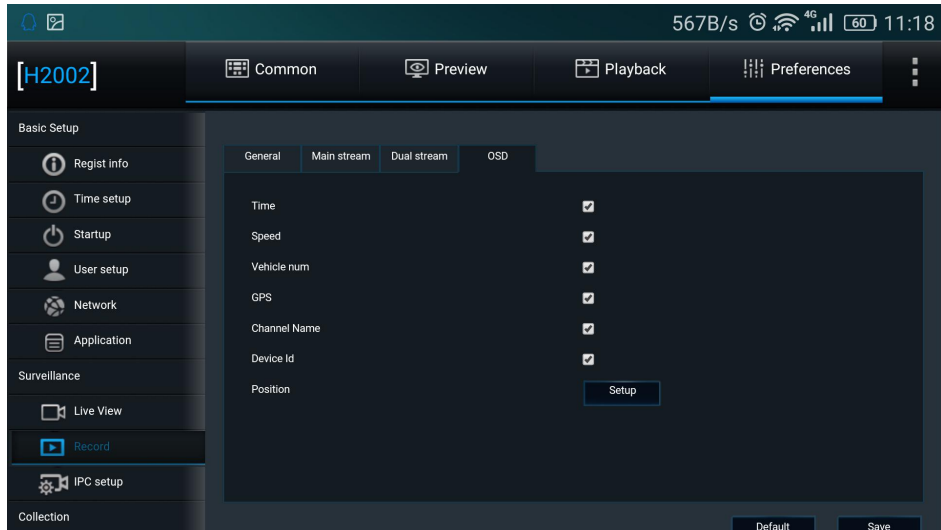 567B/s 4G 60 11:18
[H2002]
Common
Preview
Playback
Preferences
Basic Setup
Regist info
Time setup
Startup
User setup
Network
Application
Surveillance
Live View
Record
IPC setup
Collection
General Main stream Dual stream OSD
Time
Speed
Vehicle num
GPS
Channel Name
Device Id
Position Setup
Default Save